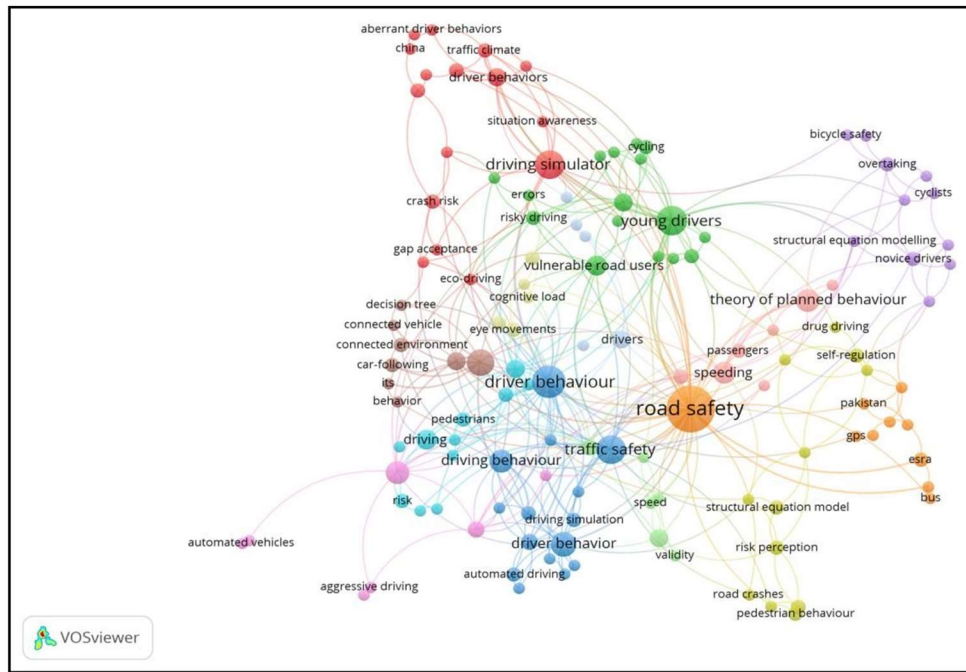 aberrant driver behaviors
china
traffic climate
driver behaviors
situation awareness
bicycle safety
cycling
driving simulator
overtaking
errors
cyclists
crash risk
risky driving
young drivers
structural equation modelling
gap acceptance
novice drivers
vulnerable road users
eco-driving
cognitive load
theory of planned behaviour
decision tree
connected vehicle
eye movements
drug driving
connected environment
drivers
passengers
self-regulation
car-following
speeding
its
driver behaviour
behavior
road safety
pakistan
pedestrians
gps
driving
traffic safety
driving behaviour
esra
risk
bus
speed
structural equation model
driving simulation
automated vehicles
driver behavior
validity
risk perception
automated driving
aggressive driving
road crashes
pedestrian behaviour
VOSviewer